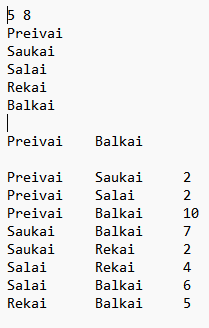 5 8
Preivai
Saukai
Salai
Rekai
Balkai
Preivai Balkai
Preivai Saukai 2
Preivai Salai 2
Preivai Balkai 10
Saukai Balkai 7
Saukai Rekai 2
Salai Rekai 4
Salai Balkai 6
Rekai Balkai 5